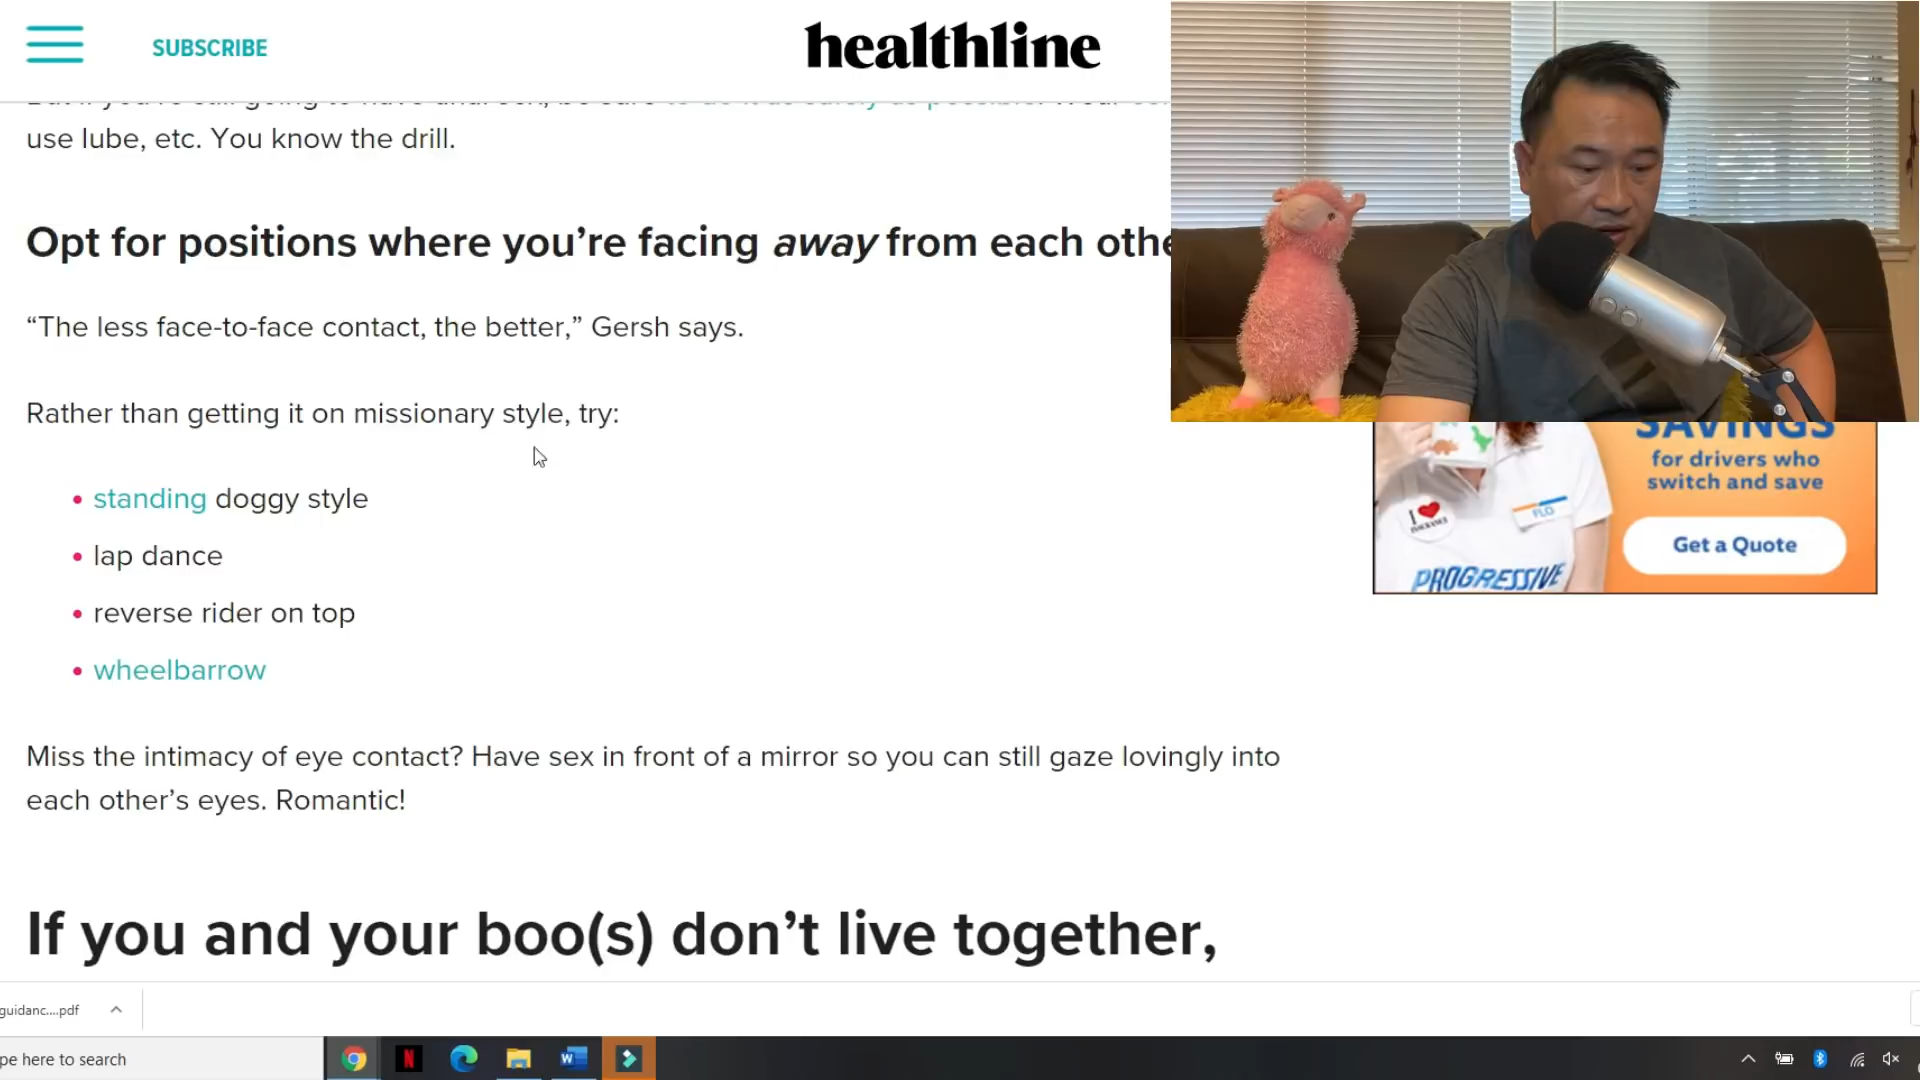 SUBSCRIBE
healthline
use lube, etc. You know the drill.
Opt for positions where you’re facing away from each othe
“The less face-to-face contact, the better,” Gersh says.
Rather than getting it on missionary style, try:
standing doggy style
lap dance
reverse rider on top
wheelbarrow
Miss the intimacy of eye contact? Have sex in front of a mirror so you can still gaze lovingly into
each other’s eyes. Romantic!
If you and your boo(s) don’t live together,
SAVINGS
for drivers who
switch and save
Get a Quote
I
INSURANCE
FLO
PROGRESSIVE
guidanc....pdf
pe here to search